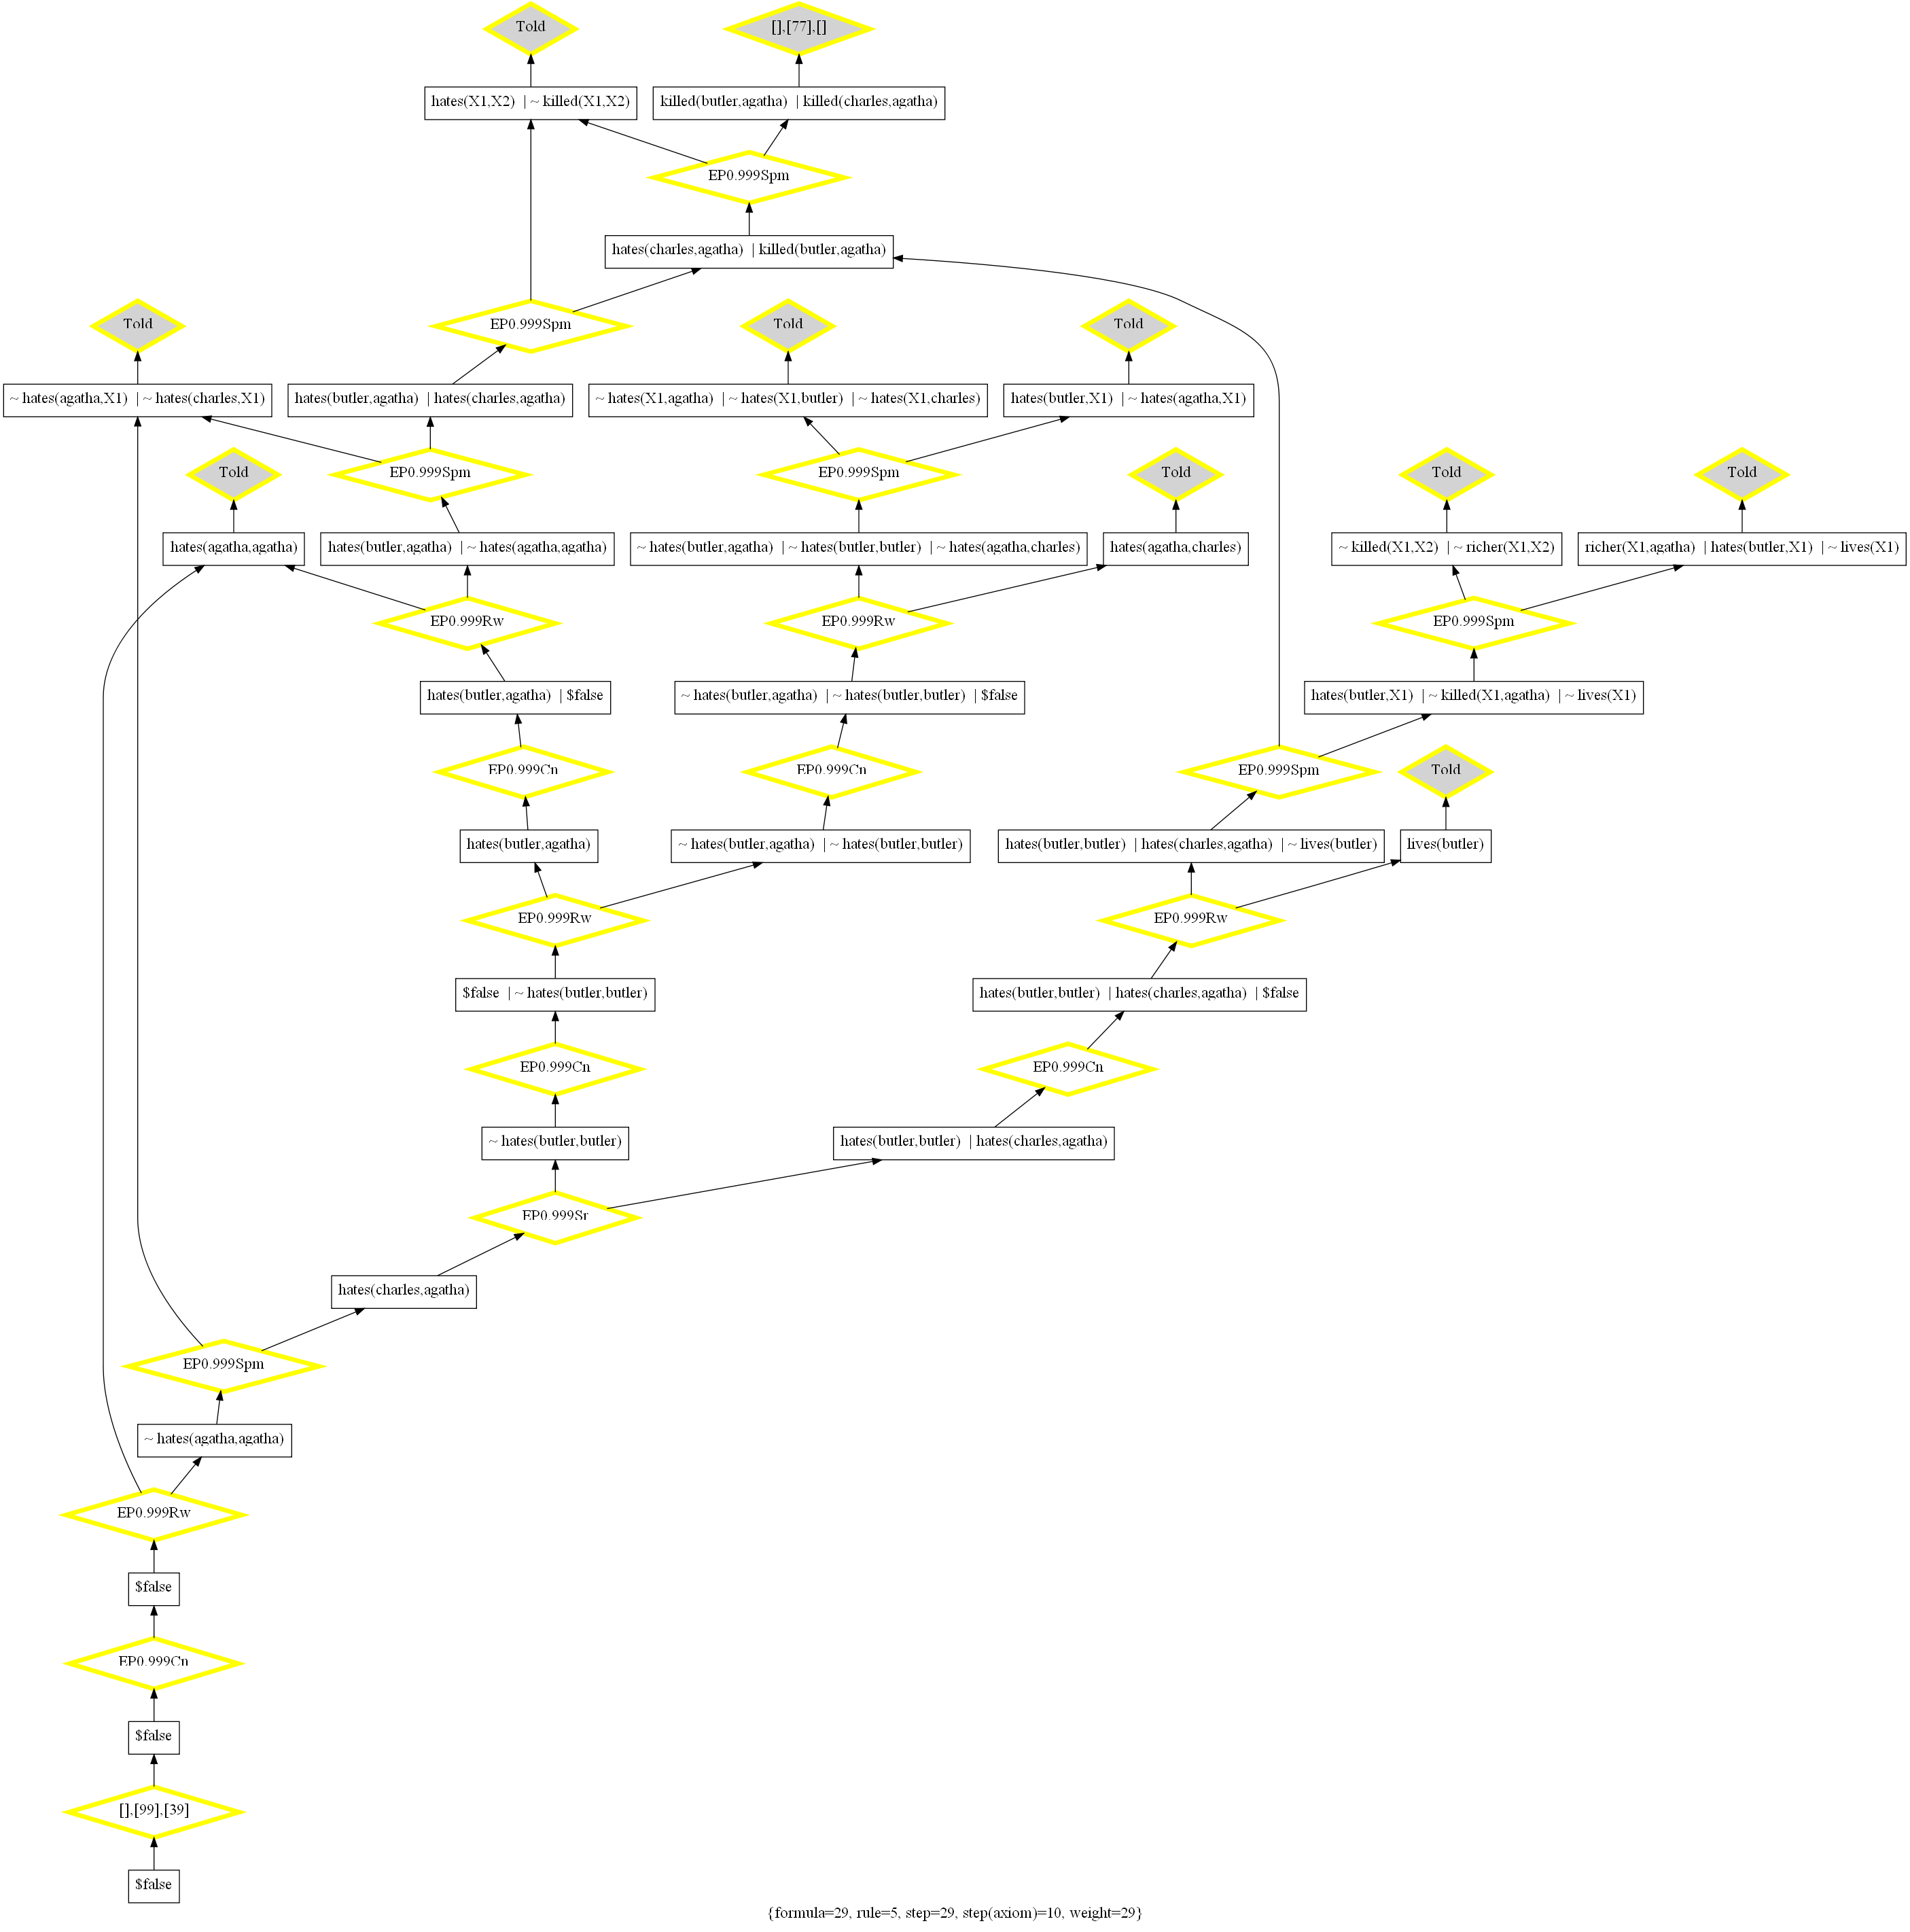 Told
[],[77],[]
hates(X1,X2) | ~ killed(X1,X2)
killed(butler,agatha) | killed(charles,agatha)
EP0.999Spm
hates(charles,agatha) | killed(butler,agatha)
Told
EP0.999Spm
Told
Told
~ hates(agatha,X1) | ~ hates(charles,X1)
hates(butler,agatha) | hates(charles,agatha)
~ hates(X1,agatha) | ~ hates(X1,butler) | ~ hates(X1,charles)
hates(butler,X1) | ~ hates(agatha,X1)
Told
EP0.999Spm
EP0.999Spm
Told
Told
Told
hates(agatha,agatha)
hates(butler,agatha) | ~ hates(agatha,agatha)
~ hates(butler,agatha) | ~ hates(butler,butler) | ~ hates(agatha,charles)
hates(agatha,charles)
~ killed(X1,X2) | ~ richer(X1,X2)
richer(X1,agatha) | hates(butler,X1) | ~ lives(X1)
EP0.999Rw
EP0.999Rw
EP0.999Spm
hates(butler,agatha) | $false
~ hates(butler,agatha) | ~ hates(butler,butler) | $false
hates(butler,X1) | ~ killed(X1,agatha) | ~ lives(X1)
EP0.999Cn
EP0.999Cn
EP0.999Spm
Told
hates(butler,agatha)
~ hates(butler,agatha) | ~ hates(butler,butler)
hates(butler,butler) | hates(charles,agatha) | ~ lives(butler)
lives(butler)
EP0.999Rw
EP0.999Rw
$false | ~ hates(butler,butler)
hates(butler,butler) | hates(charles,agatha) | $false
EP0.999Cn
EP0.999Cn
~ hates(butler,butler)
hates(butler,butler) | hates(charles,agatha)
EP0.999Sr
hates(charles,agatha)
EP0.999Spm
~ hates(agatha,agatha)
EP0.999Rw
$false
EP0.999Cn
$false
[],[99],[39]
$false
{formula=29, rule=5, step=29, step(axiom)=10, weight=29}